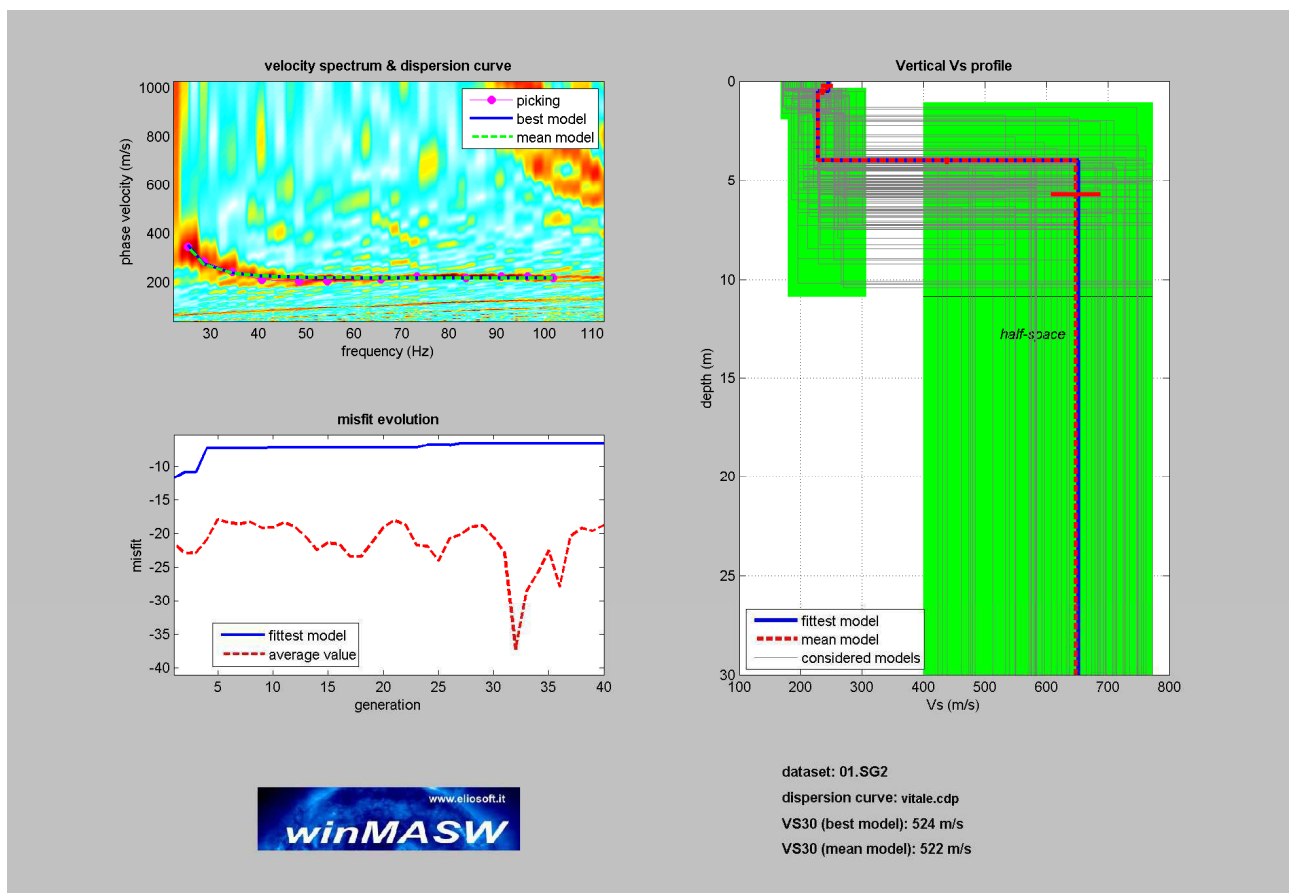 velocity spectrum & dispersion curve
1000
800
600
400
200
phase velocity (m/s)
picking
best model
mean model
30 40 50 60 70 80 90 100 110
frequency (Hz)
misfit evolution
-10
-15
-20
-25
-30
-35
-40
misfit
fittest model
average value
5 10 15 20 25 30 35 40
generation
Vertical Vs profile
0
5
10
15
20
25
30
depth (m)
half-space
fittest model
mean model
considered models
100 200 300 400 500 600 700 800
Vs (m/s)
www.eliosoft.it
winMASW
dataset: 01.SG2
dispersion curve: vitale.cdp
VS30 (best model): 524 m/s
VS30 (mean model): 522 m/s